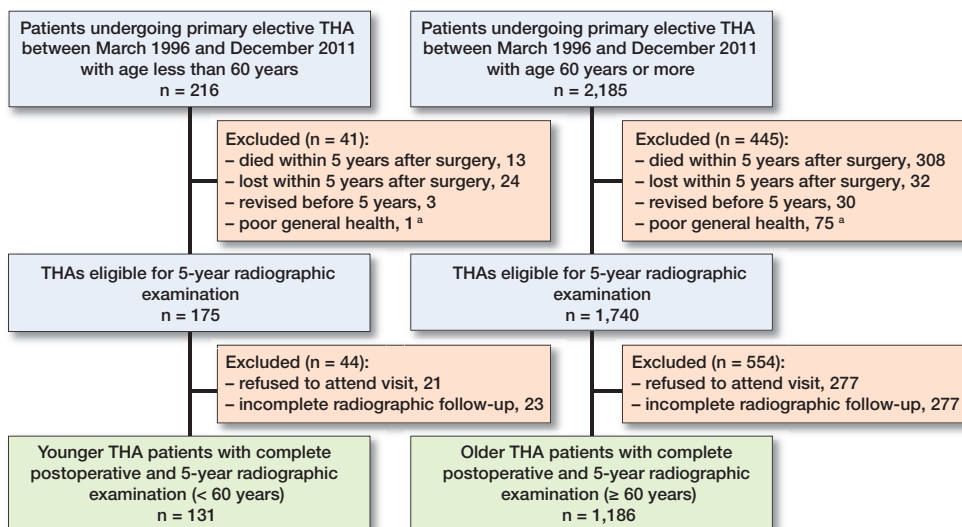 Patients undergoing primary elective THA
between March 1996 and December 2011
with age less than 60 years
n = 216
Patients undergoing primary elective THA
between March 1996 and December 2011
with age 60 years or more
n = 2,185
Excluded (n = 41):
– died within 5 years after surgery, 13
– lost within 5 years after surgery, 24
– revised before 5 years, 3
– poor general health, 1 a
Excluded (n = 445):
– died within 5 years after surgery, 308
– lost within 5 years after surgery, 32
– revised before 5 years, 30
– poor general health, 75 a
THAs eligible for 5-year radiographic
examination
n = 175
THAs eligible for 5-year radiographic
examination
n = 1,740
Excluded (n = 44):
– refused to attend visit, 21
– incomplete radiographic follow-up, 23
Excluded (n = 554):
– refused to attend visit, 277
– incomplete radiographic follow-up, 277
Younger THA patients with complete
postoperative and 5-year radiographic
examination (< 60 years)
n = 131
Older THA patients with complete
postoperative and 5-year radiographic
examination (≥ 60 years)
n = 1,186